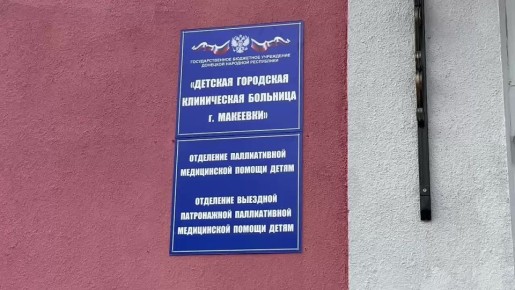 ГОСУДАРСТВЕННОЕ БЮДЖЕТНОЕ УЧРЕЖДЕНИЕ
ДОНЕЦКОЙ НАРОДНОЙ РЕСПУБЛИКИ
«ДЕТСКАЯ ГОРОДСКАЯ
КЛИНИЧЕСКАЯ БОЛЬНИЦА
г. МАКЕЕВКИ»
ОТДЕЛЕНИЕ ПАЛЛИАТИВНОЙ
МЕДИЦИНСКОЙ ПОМОЩИ ДЕТЯМ
ОТДЕЛЕНИЕ ВЫЕЗДНОЙ
ПАТРОНАЖНОЙ ПАЛЛИАТИВНОЙ
МЕДИЦИНСКОЙ ПОМОЩИ ДЕТЯМ